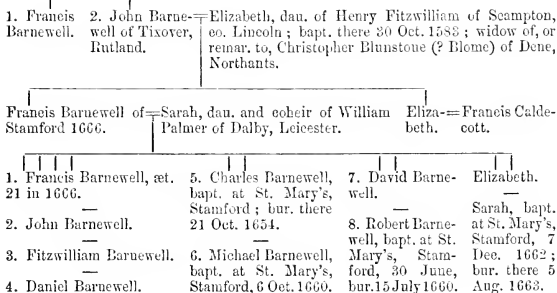 1. Francis Barnewell.
2. John Barnewell of Tixover, Rutland.
Elizabeth, dau. of Henry Fitzwilliam of Scampton,
co. Lincoln; bapt. there 30 Oct. 1583; widow of, or
remar. to, Christopher Blunstone (? Blome) of Dene,
Northants.
Francis Barnewell of
Stamford 1666.
Sarah, dau. and coheir of William
Palmer of Dalby, Leicester.
Eliza-
beth.
Francis Calde-
cott.
1. Francis Barnewell, æt.
21 in 1666.
—
2. John Barnewell.
—
3. Fitzwilliam Barnewell.
—
4. Daniel Barnewell.
5. Charles Barnewell,
bapt. at St. Mary's,
Stamford; bur. there
21 Oct. 1654.
—
6. Michael Barnewell,
bapt. at St. Mary's,
Stamford, 6 Oct. 1660.
7. David Barne-
well.
—
8. Robert Barne-
well, bapt. at St.
Mary's, Stam-
ford, 30 June,
bur. 15 July 1660.
Elizabeth.
—
Sarah, bapt.
at St. Mary's,
Stamford, 7
Dec. 1662;
bur. there 5
Aug. 1663.